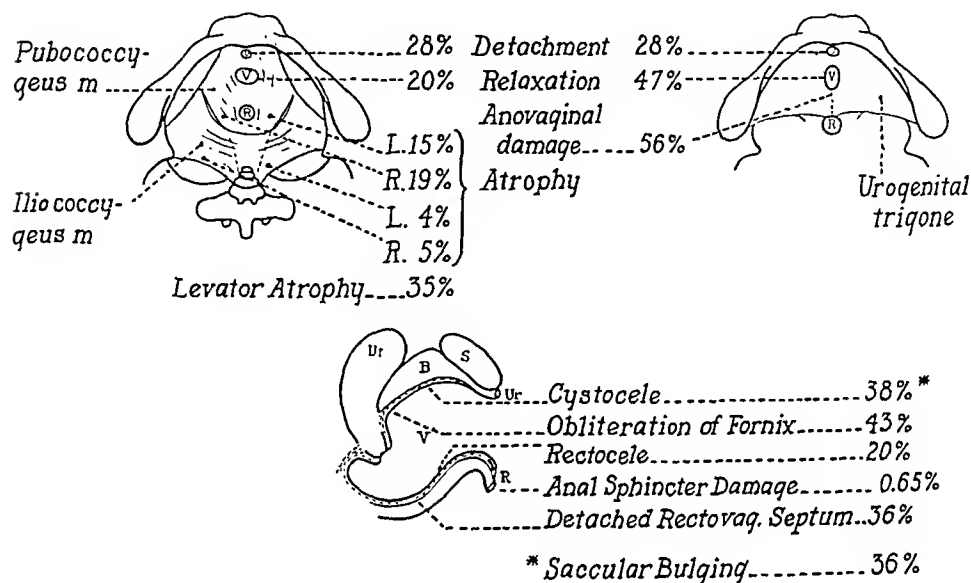 Pubococcy-
geus m
28%
20%
V
R
L. 15%
R. 19%
L. 4%
R. 5%
Atrophy
Iliococcy-
geus m
Levator Atrophy 35%
Detachment 28%
Relaxation 47%
Anovaginal
damage 56%
V
R
Urogenital
trigone
Ur
B
S
Ur
V
R
Cystocele 38%*
Obliteration of Fornix 43%
Rectocele 20%
Anal Sphincter Damage 0.65%
Detached Rectovag. Septum 36%
* Saccular Bulging 36%